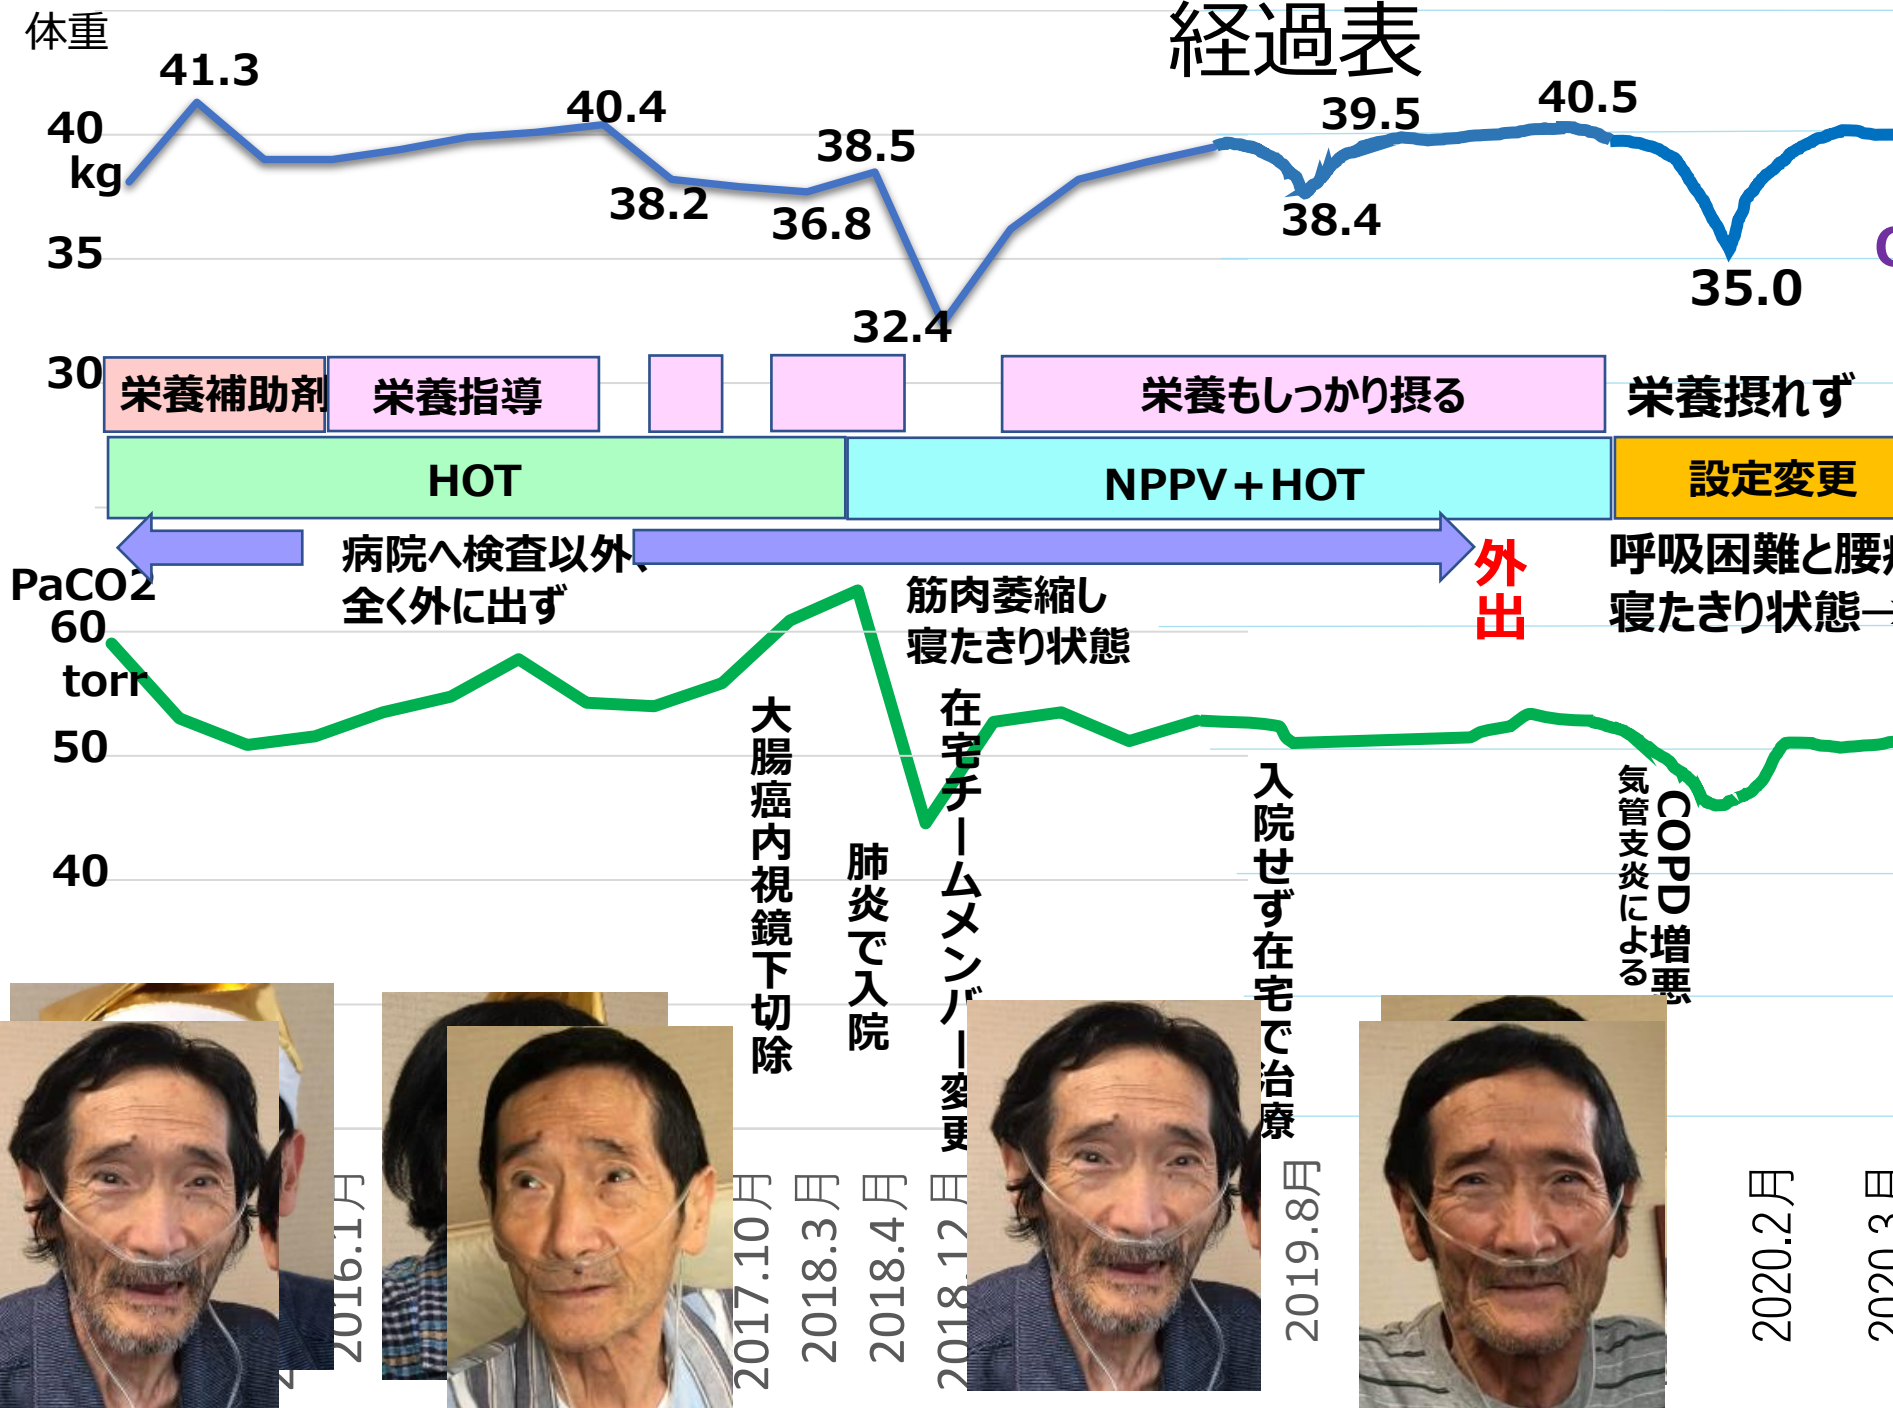 経過表
体重
41.3
40.4
38.5
39.5
40.5
40
kg
38.2
36.8
38.4
35
35.0
32.4
30
栄養補助剤
栄養指導
栄養もしっかり摂る
栄養摂れず
HOT
NPPV+HOT
設定変更
病院へ検査以外、
全く外に出ず
外出
呼吸困難と腰
寝たきり状態
PaCO2
60
torr
50
40
筋肉萎縮し
寝たきり状態
大腸癌内視鏡下切除
肺炎で入院
在宅チームメンバー変更
入院せず在宅で治療
気管支炎による
COPD増悪
2016.1月
2017.10月
2018.3月
2018.4月
2018.12月
2019.8月
2020.2月
2020.3月